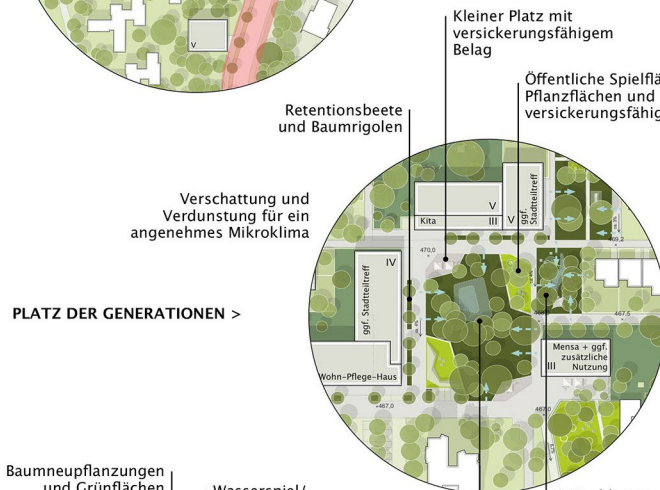 Kleiner Platz mit
versickerungsfähigem
Belag
Öffentliche
Pflanzflächen und
Retentionsbeete
und Baumrigolen
Verschattung und
Verdunstung für ein
angenehmes Mikroklima
PLATZ DER GENERATIONEN >
V
V
Kita
III
V
ggf.
Stadtteiltreff
470,0
469,2
IV
ggf. Stadtteiltreff
467,5
Mensa + ggf.
zusätzliche
III
Nutzung
Wohn-Pflege-Haus
467,0
467,0
Baumneupflanzungen
und Grünflächen
Wasserspiel/